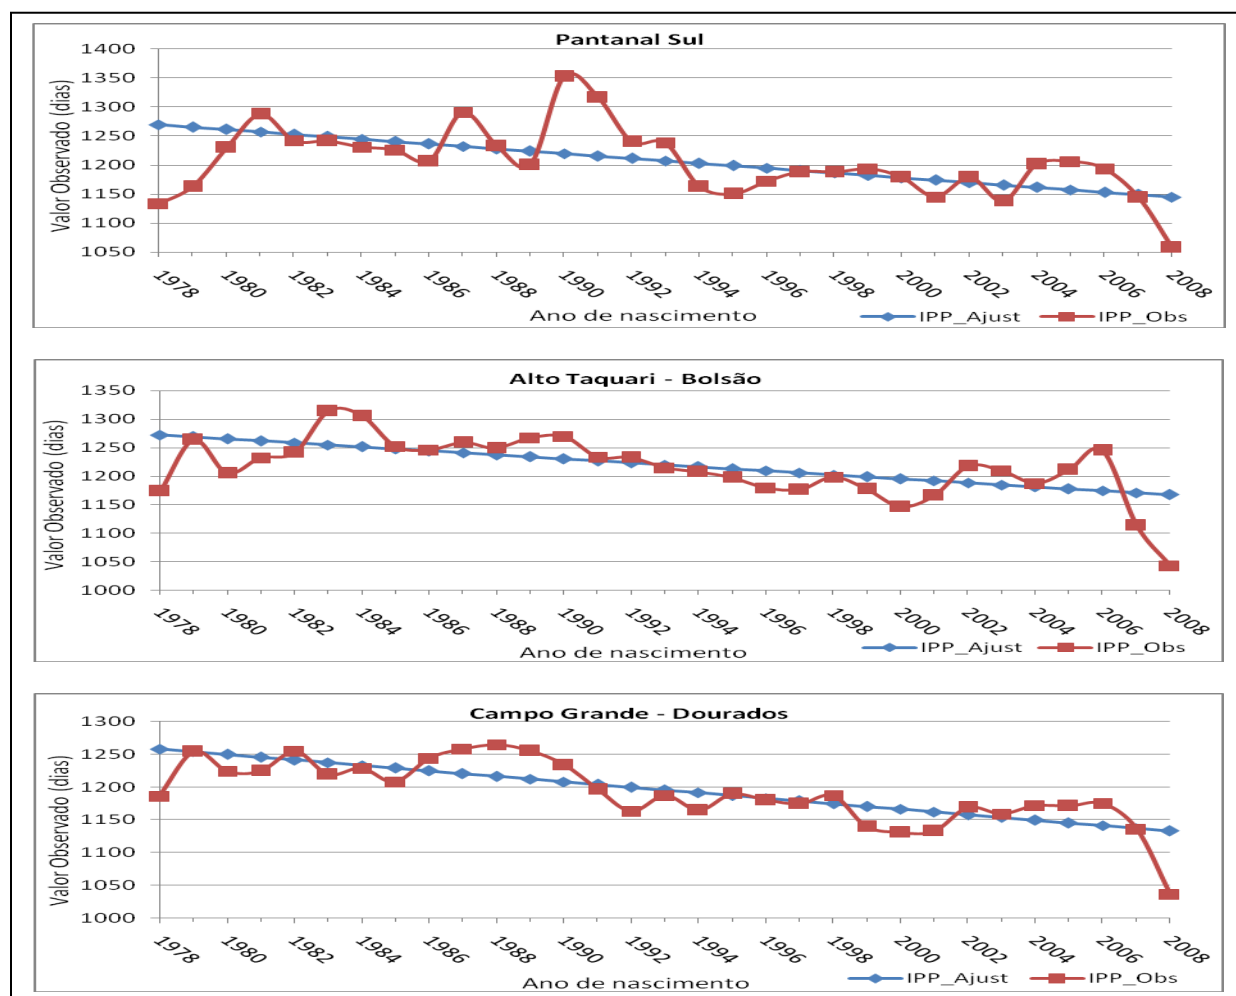 Pantanal Sul
Valor Observado (dias)
1400
1350
1300
1250
1200
1150
1100
1050
1978 1980 1982 1984 1986 1988 1990 1992 1994 1996 1998 2000 2002 2004 2006 2008
Ano de nascimento
IPP_Ajust IPP_Obs
Alto Taquari - Bolsão
Valor Observado (dias)
1350
1300
1250
1200
1150
1100
1050
1000
1978 1980 1982 1984 1986 1988 1990 1992 1994 1996 1998 2000 2002 2004 2006 2008
Ano de nascimento
IPP_Ajust IPP_Obs
Campo Grande - Dourados
Valor Observado (dias)
1300
1250
1200
1150
1100
1050
1000
1978 1980 1982 1984 1986 1988 1990 1992 1994 1996 1998 2000 2002 2004 2006 2008
Ano de nascimento
IPP_Ajust IPP_Obs